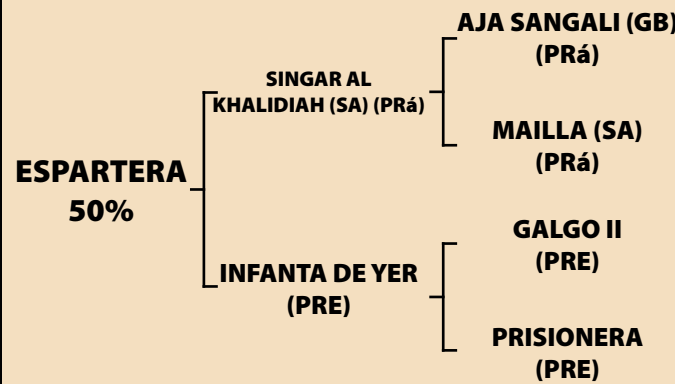 AJA SANGALI (GB)
(PRá)
SINGAR AL
KHALIDIAH (SA) (PRá)
MAILLA (SA)
(PRá)
ESPARTERA
50%
GALGO II
(PRE)
INFANTA DE YER
(PRE)
PRISIONERA
(PRE)